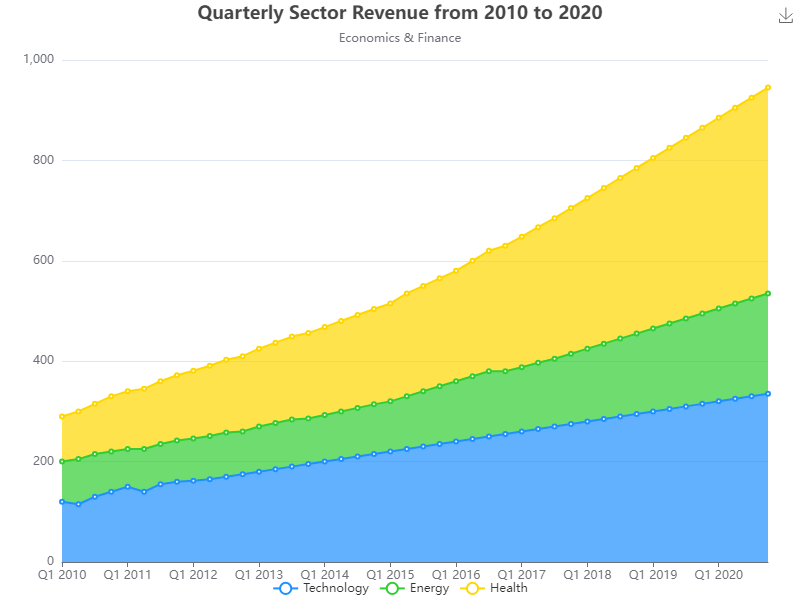 Quarterly Sector Revenue from 2010 to 2020
Economics & Finance
1,000
800
600
400
200
0
Q1 2010 Q1 2011 Q1 2012 Q1 2013 Q1 2014 Q1 2015 Q1 2016 Q1 2017 Q1 2018 Q1 2019 Q1 2020
Technology Energy Health